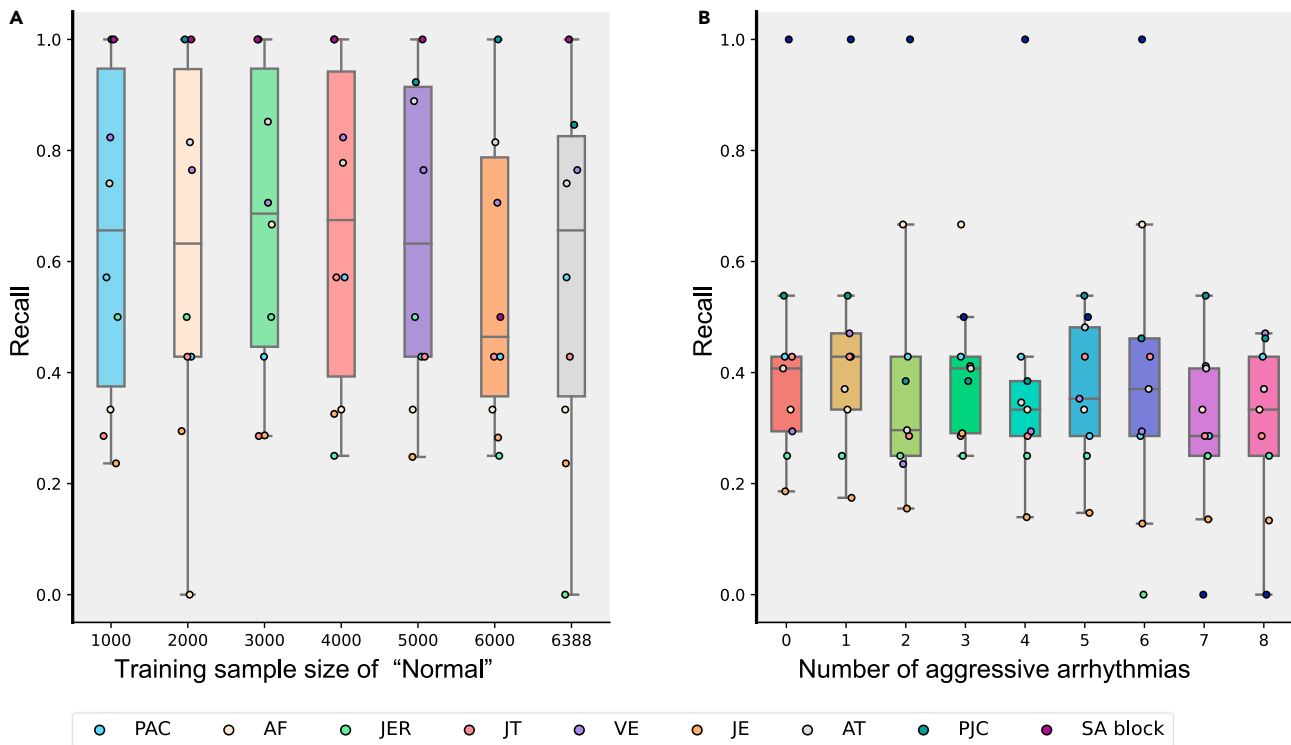 A
B
1.0
0.8
0.6
0.4
0.2
0.0
Recall
1000 2000 3000 4000 5000 6000 6388
Training sample size of “Normal”
1.0
0.8
0.6
0.4
0.2
0.0
Recall
0 1 2 3 4 5 6 7 8
Number of aggressive arrhythmias
PAC AF JER JT VE JE AT PJC SA block